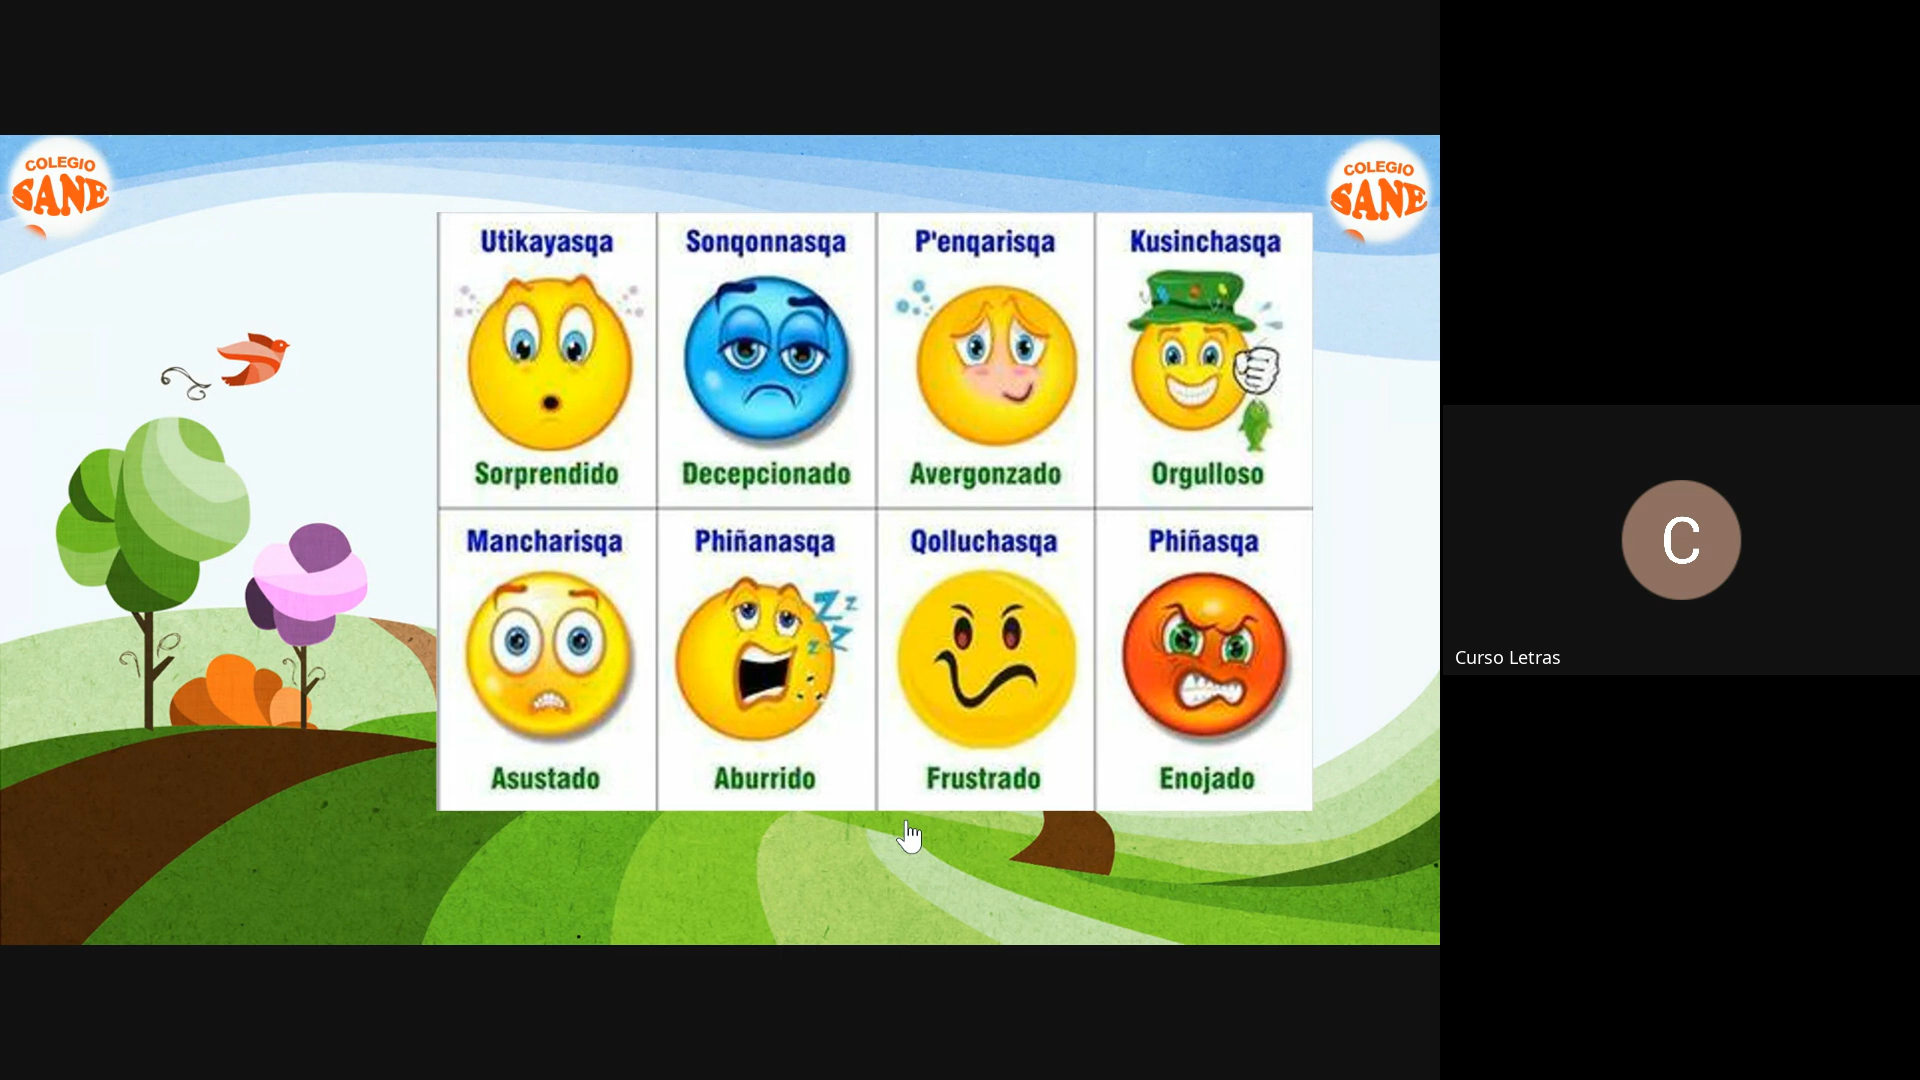 COLEGIO
SANE
COLEGIO
SANE
Utikayasqa
Sonqonnasqa
P'enqarisqa
Kusinchasqa
Sorprendido
Decepcionado
Avergonzado
Orgulloso
Mancharisqa
Phiñanasqa
Qolluchasqa
Phiñasqa
Z z
z Z
Asustado
Aburrido
Frustrado
Enojado
C
Curso Letras